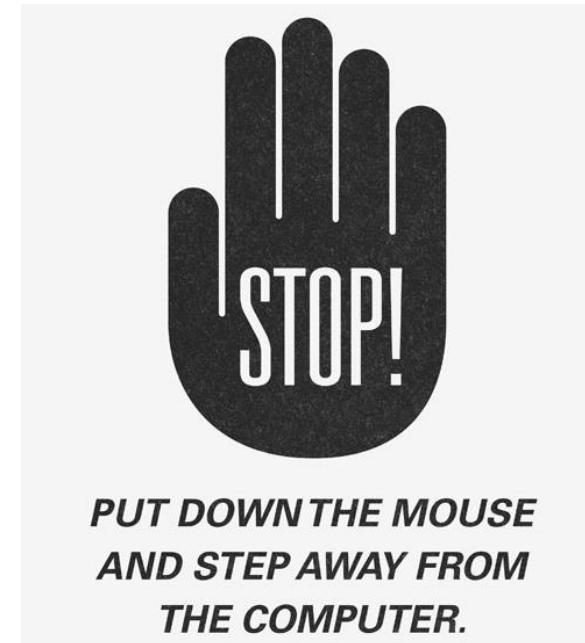 STOP!
PUT DOWN THE MOUSE
AND STEP AWAY FROM
THE COMPUTER.